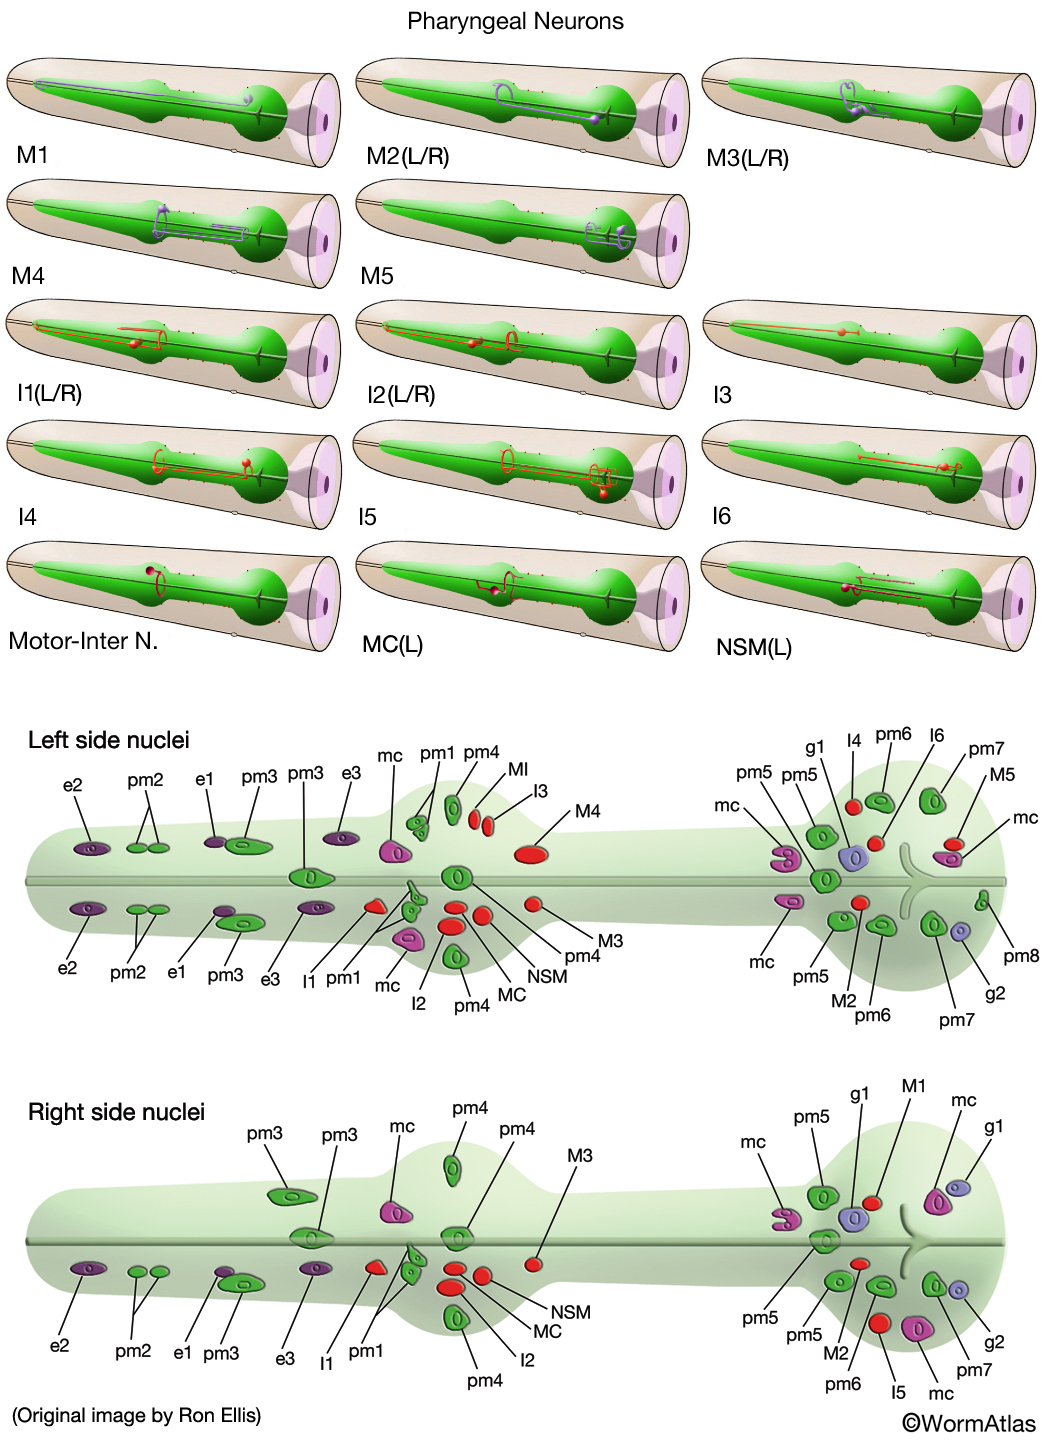 Pharyngeal Neurons
M1
M2(L/R)
M3(L/R)
M4
M5
I1(L/R)
I2(L/R)
I3
I4
I5
I6
Motor-Inter N.
MC(L)
NSM(L)
Left side nuclei
e2
pm2
e1
pm3
pm3
e3
mc
pm1
pm4
MI
I3
M4
mc
pm5
pm5
g1
I4
pm6
I6
pm7
M5
mc
e2
pm2
e1
pm3
e3
I1
pm1
mc
I2
pm4
MC
NSM
pm4
M3
mc
pm5
M2
pm6
pm7
g2
pm8
Right side nuclei
pm3
pm3
mc
pm4
pm4
M3
mc
pm5
g1
M1
mc
g1
e2
pm2
e1
pm3
e3
I1
pm1
pm4
I2
MC
NSM
pm5
pm5
M2
pm6
I5
mc
pm7
g2
(Original image by Ron Ellis)
©WormAtlas